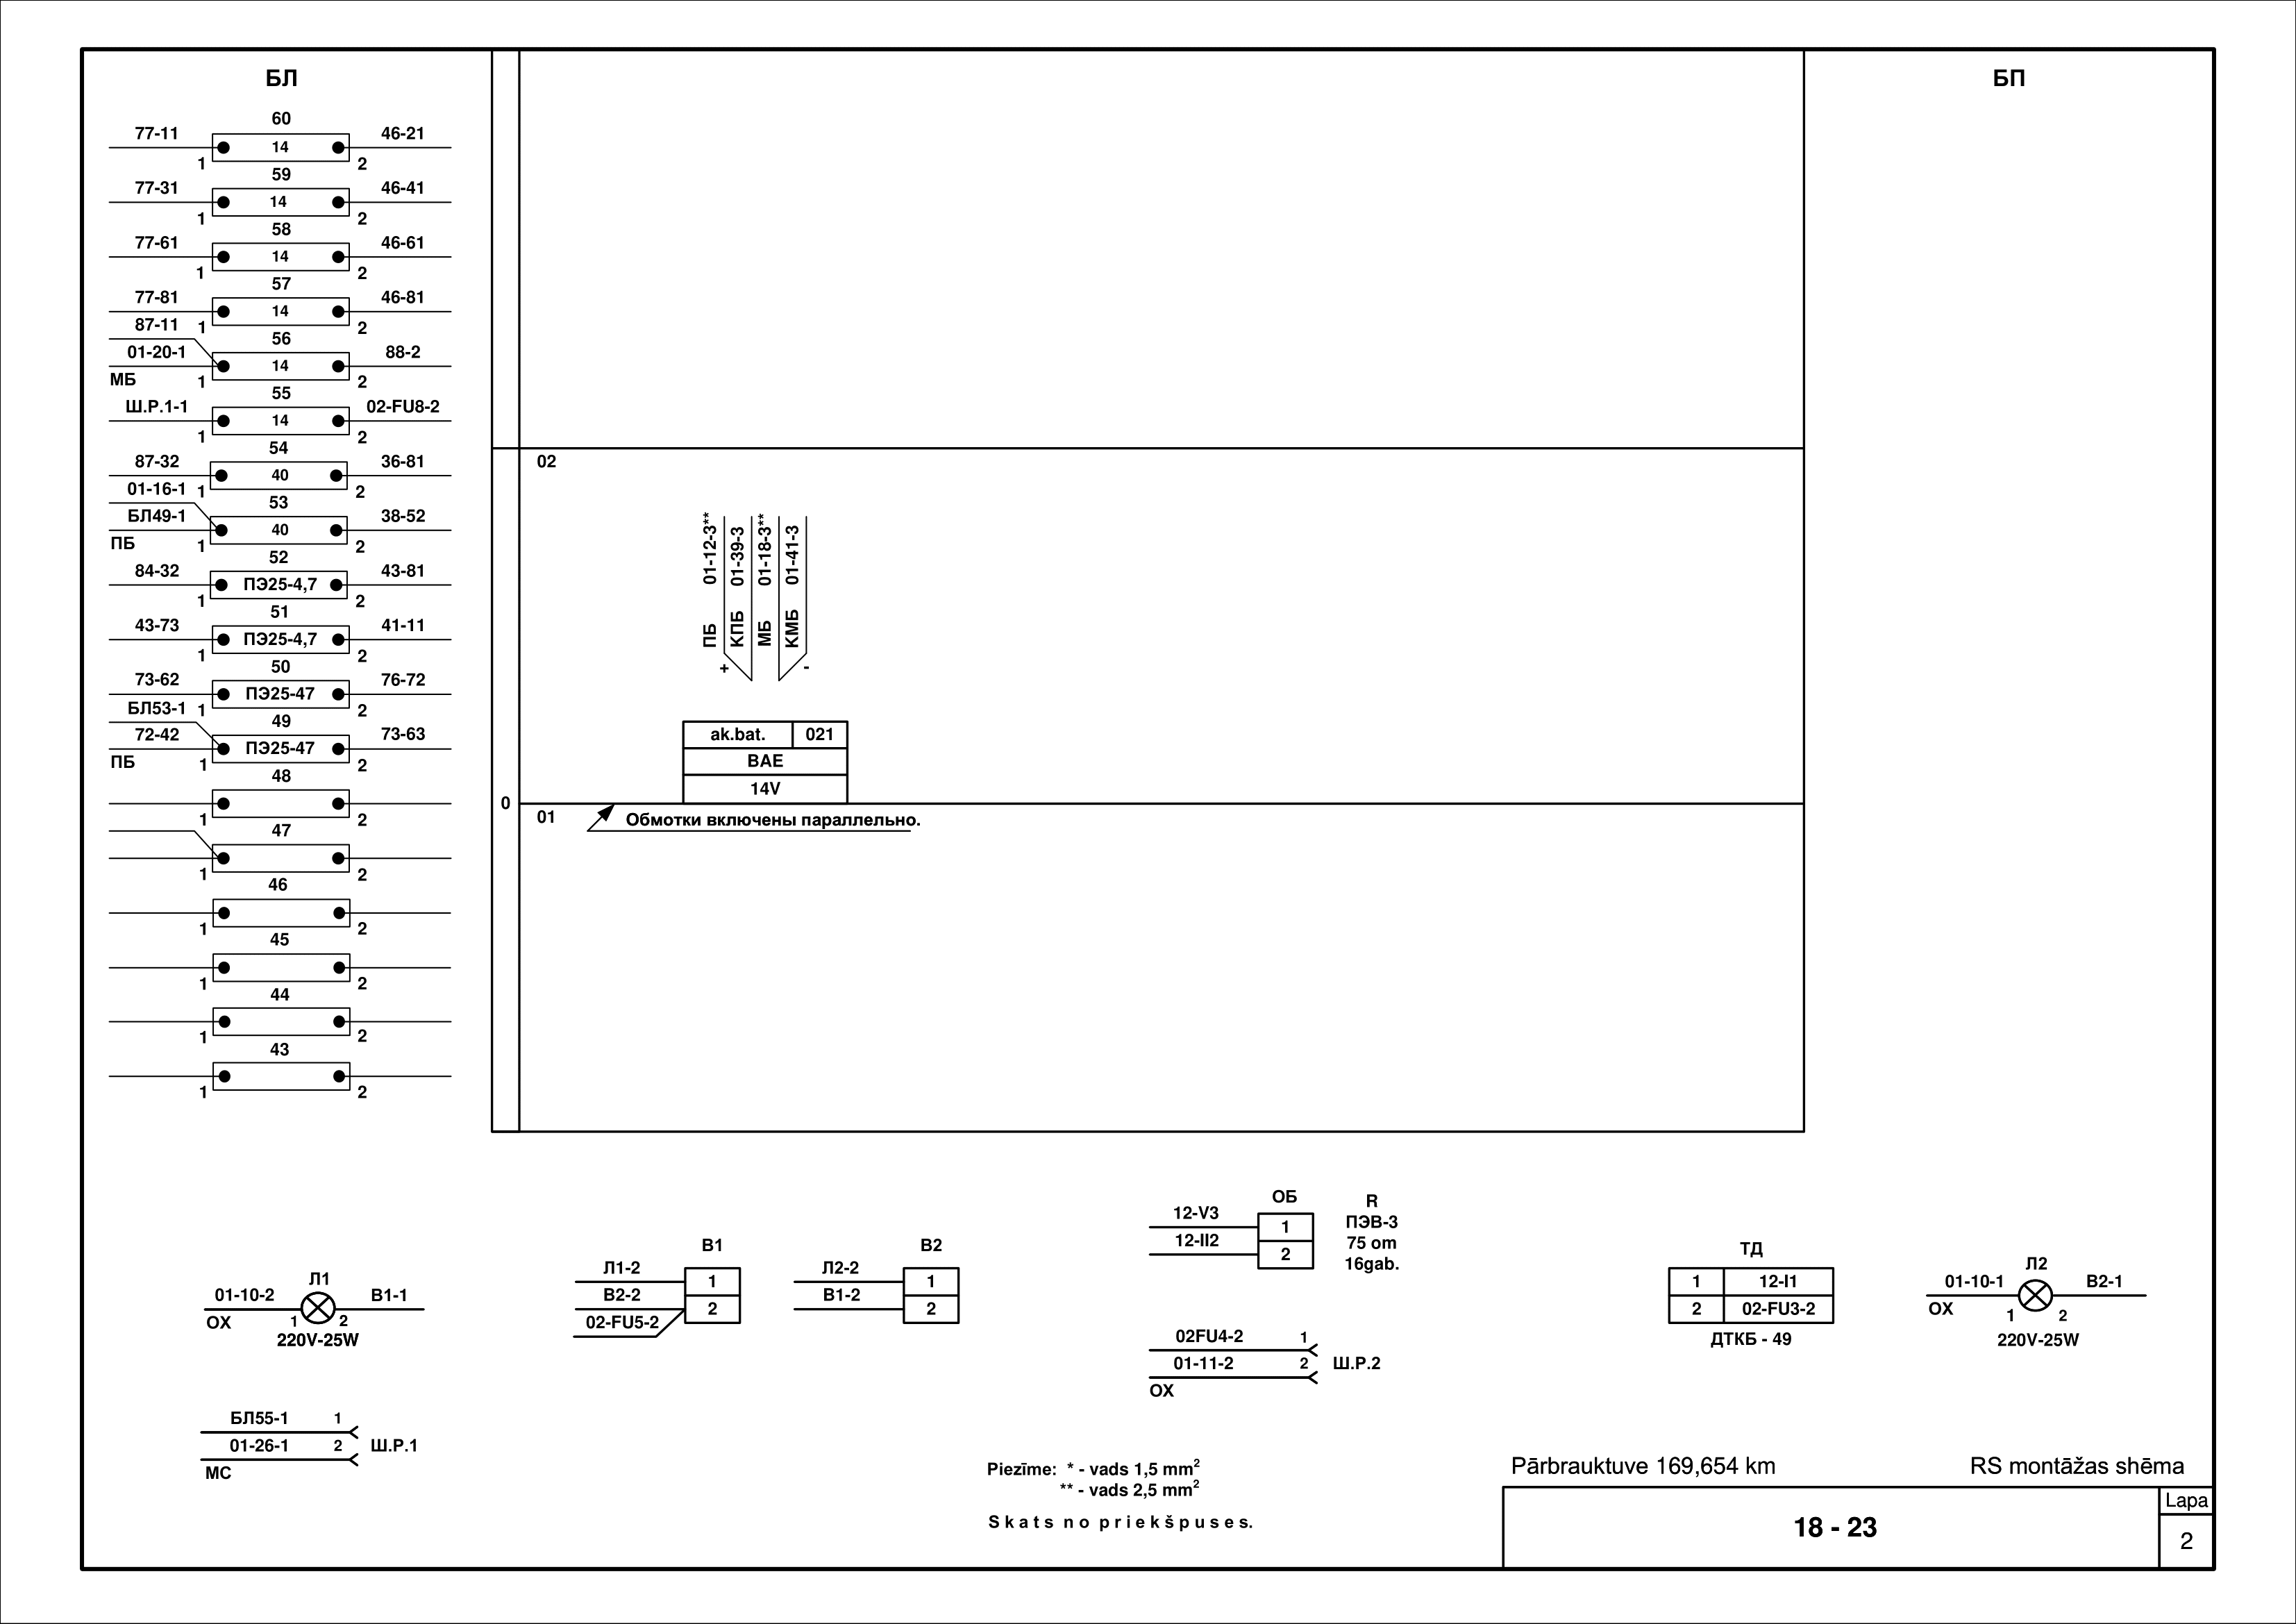 БЛ
БП
60
77-11 14 46-21
1 2
59
77-31 14 46-41
1 2
58
77-61 14 46-61
1 2
57
77-81 14 46-81
87-11 1 2
56
01-20-1 14 88-2
МБ 1 2
55
Ш.Р.1-1 14 02-FU8-2
1 2
54
87-32 40 36-81
01-16-1 1 2
53
БЛ49-1 40 38-52
ПБ 1 2
52
84-32 ПЭ25-4,7 43-81
1 2
51
43-73 ПЭ25-4,7 41-11
1 2
50
73-62 ПЭ25-47 76-72
БЛ53-1 1 2
49
72-42 ПЭ25-47 73-63
ПБ 1 2
48
1 2
47
1 2
46
1 2
45
1 2
44
1 2
43
1 2
02
ПБ 01-12-3**
КПБ 01-39-3
МБ 01-18-3**
КМБ 01-41-3
+ -
ak.bat. 021
BAE
14V
0
01
Обмотки включены параллельно.
Л1
01-10-2 B1-1
ОХ 1 2
220V-25W
БЛ55-1 1
01-26-1 2 Ш.Р.1
МС
В1
Л1-2 1
В2-2 2
02-FU5-2
В2
Л2-2 1
В1-2 2
ОБ
12-V3 1
12-II2 2
R
ПЭВ-3
75 om
16gab.
02FU4-2 1
01-11-2 2 Ш.Р.2
ОХ
ТД
1 12-I1
2 02-FU3-2
ДТКБ - 49
Л2
01-10-1 В2-1
ОХ 1 2
220V-25W
Piezīme: * - vads 1,5 mm²
** - vads 2,5 mm²
Skats no priekšpuses.
Pārbrauktuve 169,654 km RS montāžas shēma
18 - 23
Lapa
2